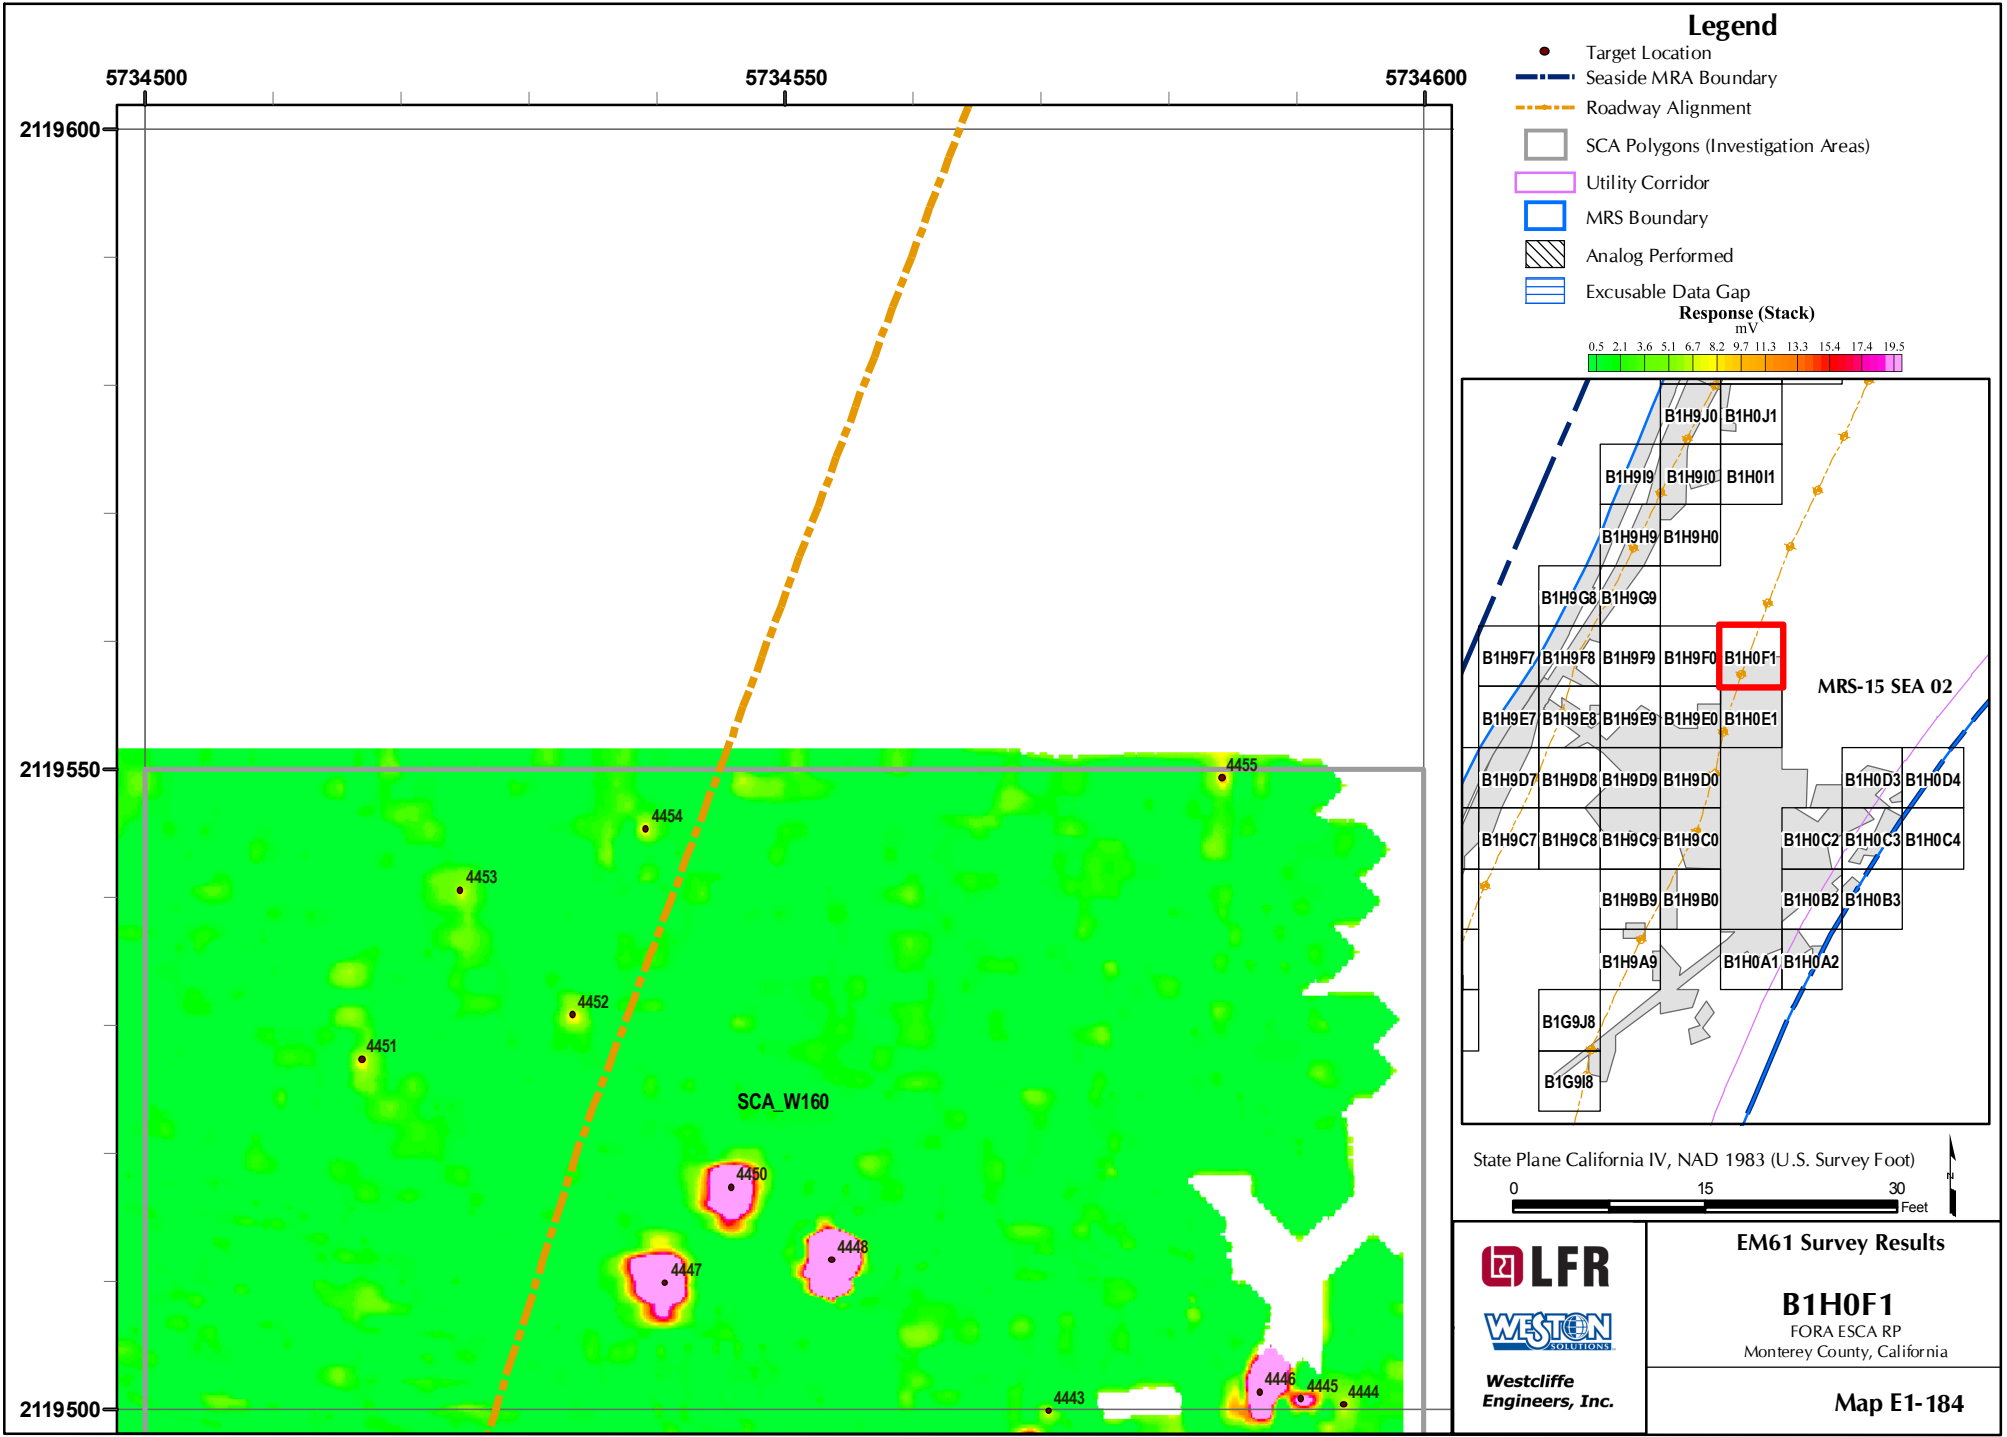 Legend
Target Location
Seaside MRA Boundary
Roadway Alignment
SCA Polygons (Investigation Areas)
Utility Corridor
MRS Boundary
Analog Performed
Excusable Data Gap
Response (Stack)
mV
0.5 2.1 3.6 5.1 6.7 8.2 9.7 11.3 13.3 15.4 17.4 19.5
5734500 5734550 5734600
2119600
2119550
2119500
4455
4454
4453
4452
4451
SCA_W160
4450
4448
4447
4446 4445 4444
4443
B1H9J0 B1H0J1
B1H9I9 B1H9I0 B1H0I1
B1H9H9 B1H9H0
B1H9G8 B1H9G9
B1H9F7 B1H9F8 B1H9F9 B1H9F0 B1H0F1
MRS-15 SEA 02
B1H9E7 B1H9E8 B1H9E9 B1H9E0 B1H0E1
B1H9D7 B1H9D8 B1H9D9 B1H9D0 B1H0D3 B1H0D4
B1H9C7 B1H9C8 B1H9C9 B1H9C0 B1H0C2 B1H0C3 B1H0C4
B1H9B9 B1H9B0 B1H0B2 B1H0B3
B1H9A9 B1H0A1 B1H0A2
B1G9J8
B1G9I8
State Plane California IV, NAD 1983 (U.S. Survey Foot)
0 15 30
Feet
N
LFR
WESTON
SOLUTIONS
Westcliffe
Engineers, Inc.
EM61 Survey Results
B1H0F1
FORA ESCA RP
Monterey County, California
Map E1-184